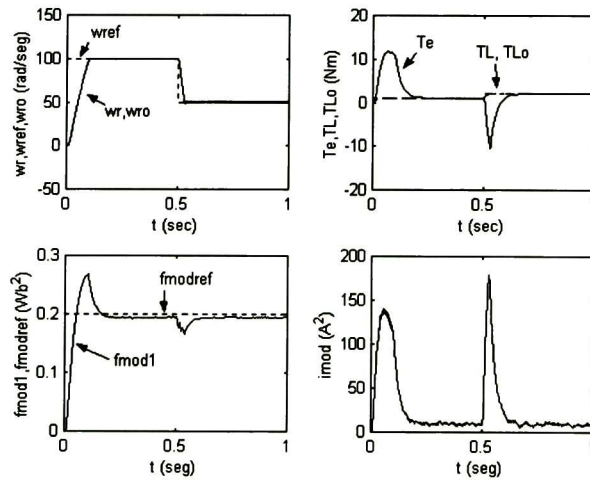 wr,wref,wro (rad/seg)
150
100
50
0
-50
wref
wr,wro
0
0.5
1
t (sec)
Te,TL,TLo (Nm)
20
10
0
-10
-20
Te
TL, TLo
0
0.5
1
t (sec)
fmod1,fmodref (Wb²)
0.3
0.2
0.1
0
fmodref
fmod1
0
0.5
1
t (seg)
imod (A²)
200
150
100
50
0
0
0.5
1
t (seg)